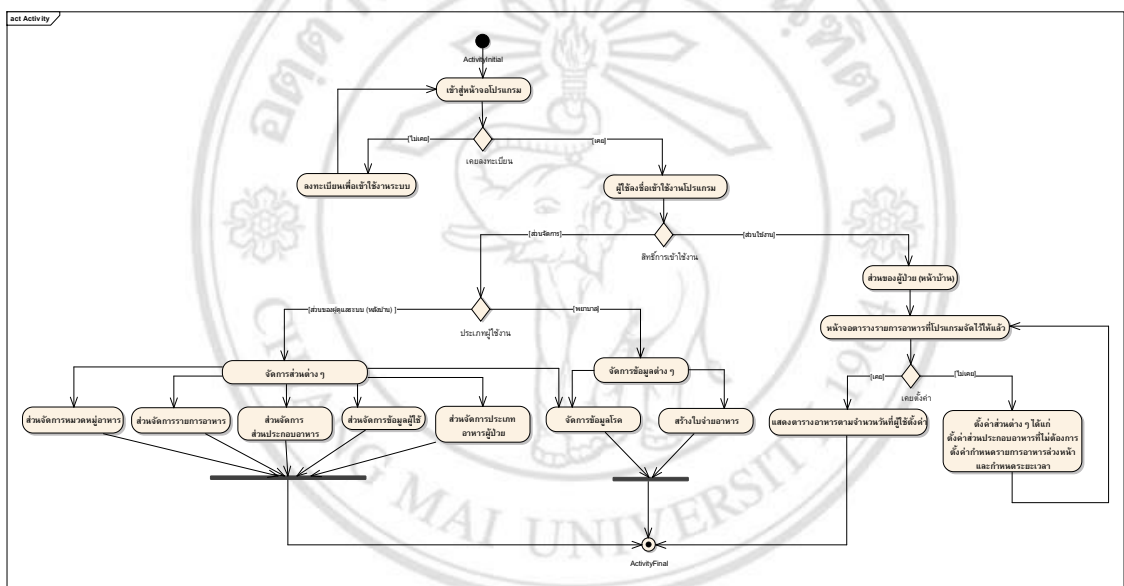 act Activity
ActivityInitial
เข้าสู่หน้าจอโปรแกรม
[ไม่เคย]
[เคย]
เคยลงทะเบียน
ลงทะเบียนเพื่อเข้าใช้งานระบบ
ผู้ใช้ลงชื่อเข้าใช้งานโปรแกรม
[ส่วนจัดการ]
[ส่วนใช้งาน]
สิทธิ์การเข้าใช้งาน
ส่วนของผู้ป่วย (หน้าบ้าน)
[ส่วนของผู้ดูแลระบบ (หลังบ้าน) ]
[พยาบาล]
ประเภทผู้ใช้งาน
หน้าจอตารางรายการอาหารที่โปรแกรมจัดไว้ให้แล้ว
จัดการส่วนต่าง ๆ
จัดการข้อมูลต่าง ๆ
[เคย]
[ไม่เคย]
เคยตั้งค่า
ส่วนจัดการหมวดหมู่อาหาร
ส่วนจัดการรายการอาหาร
ส่วนจัดการ
ส่วนประกอบอาหาร
ส่วนจัดการข้อมูลผู้ใช้
ส่วนจัดการประเภท
อาหารผู้ป่วย
จัดการข้อมูลโรค
สร้างใบจ่ายอาหาร
แสดงตารางอาหารตามจำนวนวันที่ผู้ใช้ตั้งค่า
ตั้งค่าส่วนต่าง ๆ ได้แก่
ตั้งค่าส่วนประกอบอาหารที่ไม่ต้องการ
ตั้งค่ากำหนดรายการอาหารล่วงหน้า
และกำหนดระยะเวลา
ActivityFinal
CHIANG MAI UNIVERSITY 1964